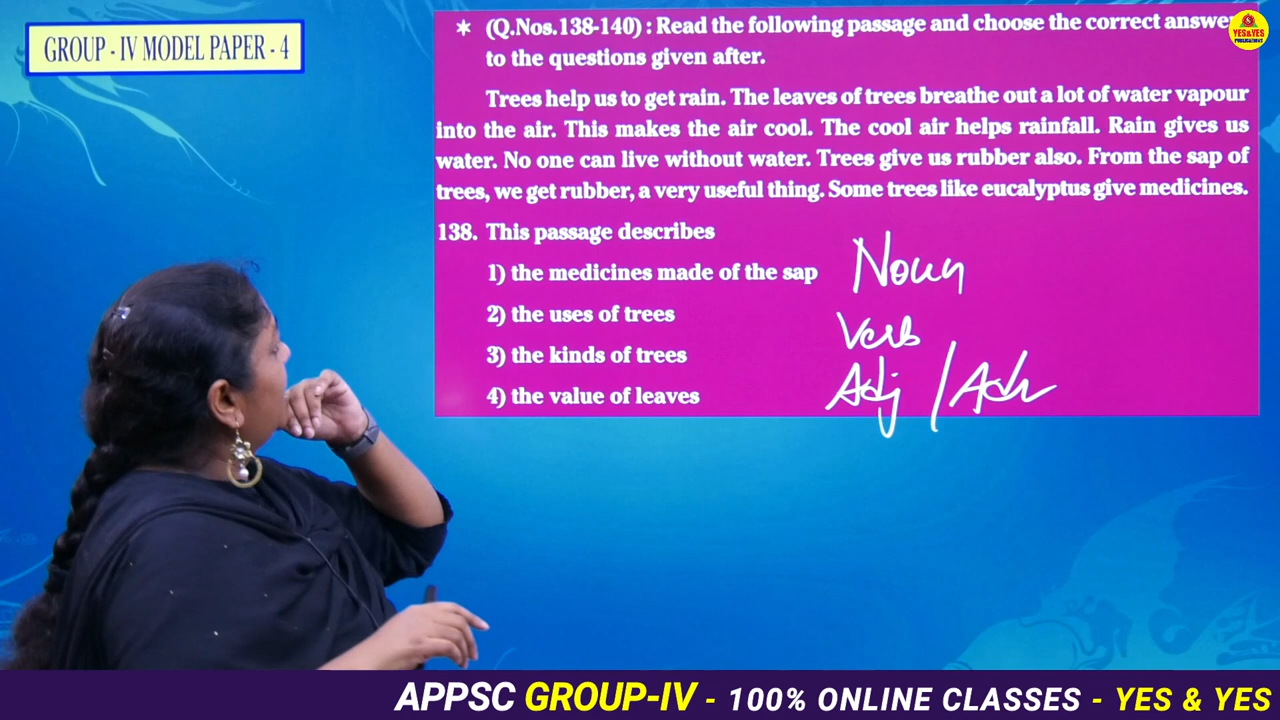 GROUP - IV MODEL PAPER - 4
* (Q.Nos.138-140) : Read the following passage and choose the correct answer
to the questions given after.
Trees help us to get rain. The leaves of trees breathe out a lot of water vapour
into the air. This makes the air cool. The cool air helps rainfall. Rain gives us
water. No one can live without water. Trees give us rubber also. From the sap of
trees, we get rubber, a very useful thing. Some trees like eucalyptus give medicines.
138. This passage describes
1) the medicines made of the sap
2) the uses of trees
3) the kinds of trees
4) the value of leaves
Noun
Verb
Adj / Adv
YES&YES
PUBLICATIONS
APPSC GROUP-IV - 100% ONLINE CLASSES - YES & YES